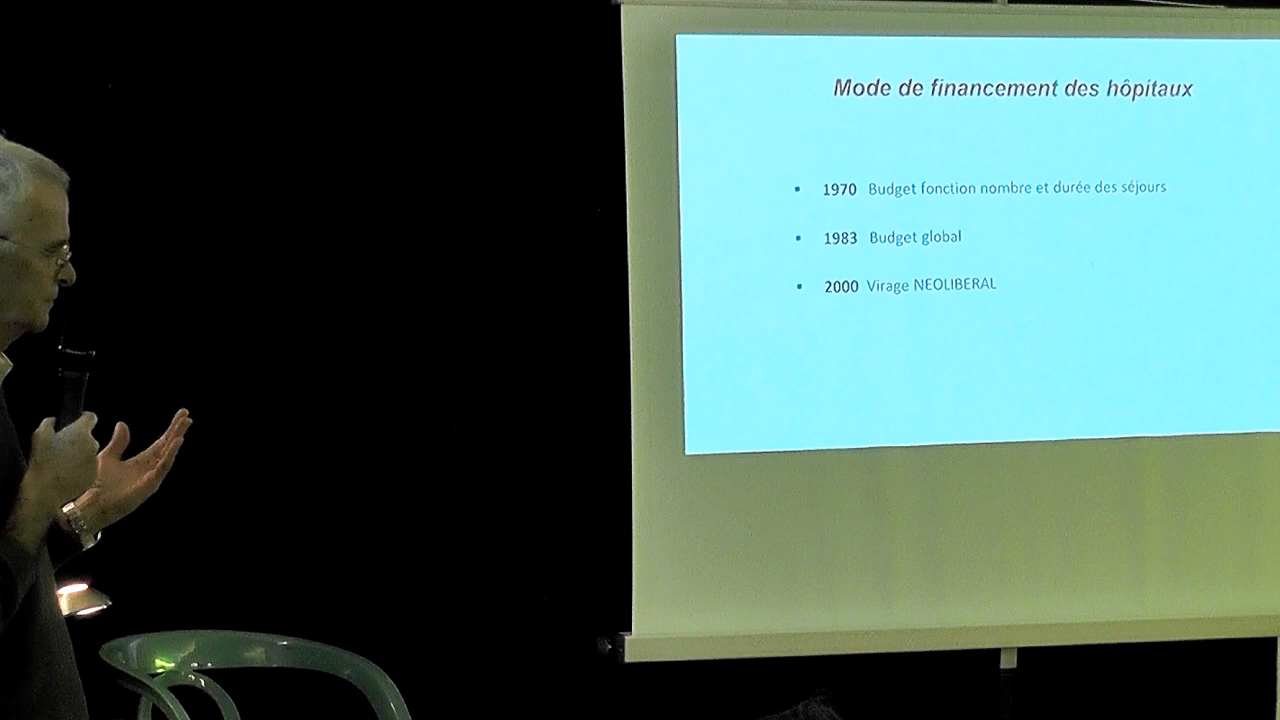 Mode de financement des hôpitaux
▪ 1970 Budget fonction nombre et durée des séjours
▪ 1983 Budget global
▪ 2000 Virage NEOLIBERAL